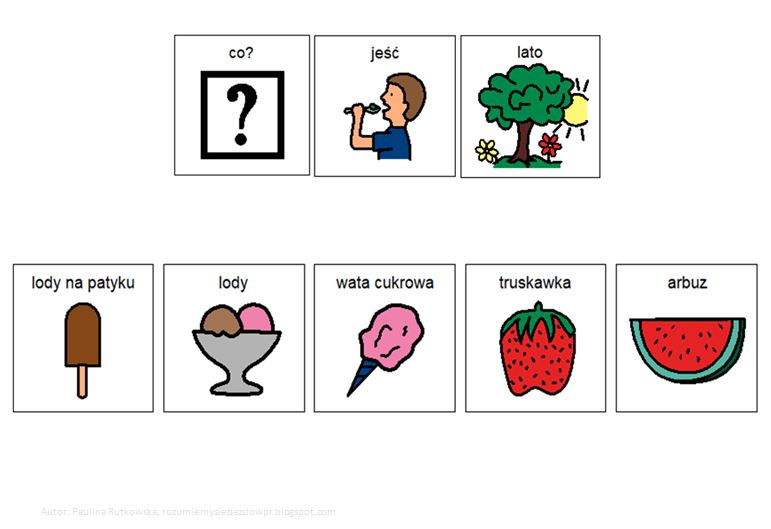 co? jeść lato
?
lody na patyku lody wata cukrowa truskawka arbuz
Autor: Paulina Rutkowska, rozumiemysiebezslowpr.blogspot.com